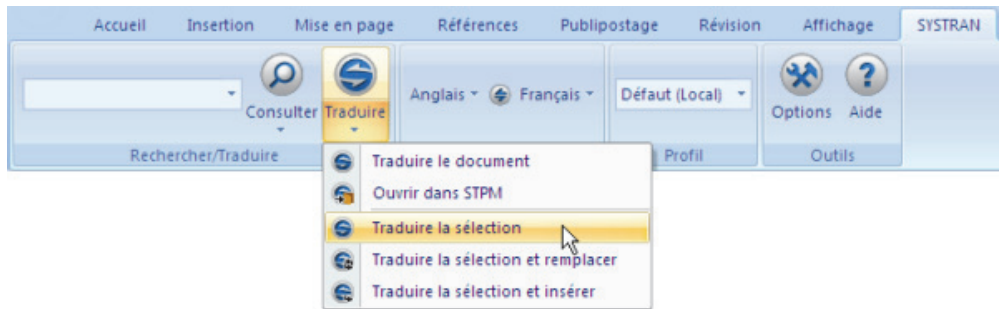 Accueil Insertion Mise en page Références Publipostage Révision Affichage SYSTRAN
Consulter Traduire Anglais Français Défaut (Local) Options Aide
Rechercher/Traduire Profil Outils
Traduire le document
Ouvrir dans STPM
Traduire la sélection
Traduire la sélection et remplacer
Traduire la sélection et insérer